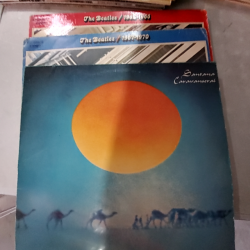 The Beatles / 1962-1966
The Beatles / 1967-1970
Santana
Caravanserai